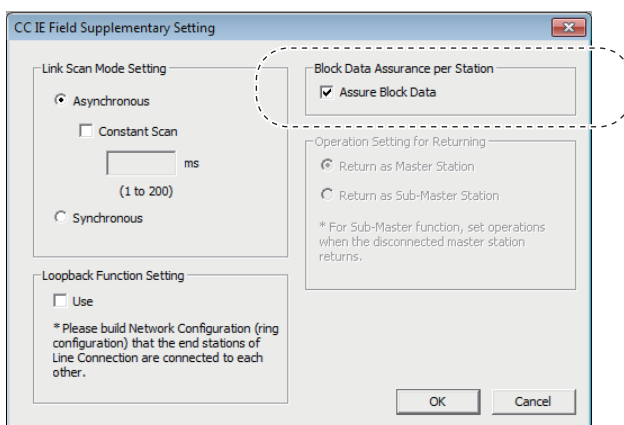 CC IE Field Supplementary Setting
Link Scan Mode Setting
Asynchronous
Constant Scan
ms
(1 to 200)
Synchronous
Loopback Function Setting
Use
* Please build Network Configuration (ring
configuration) that the end stations of
Line Connection are connected to each
other.
Block Data Assurance per Station
Assure Block Data
Operation Setting for Returning
Return as Master Station
Return as Sub-Master Station
* For Sub-Master function, set operations
when the disconnected master station
returns.
OK
Cancel